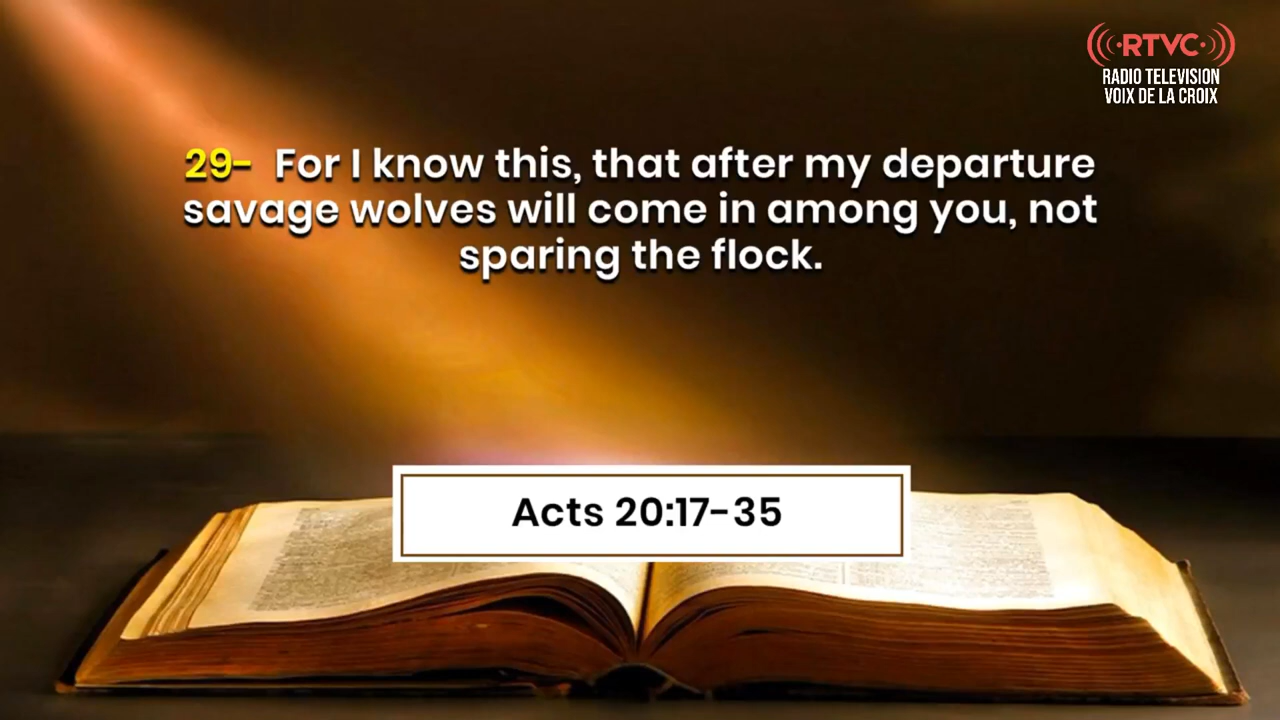 ((·RTVC·))
RADIO TELEVISION
VOIX DE LA CROIX
29- For I know this, that after my departure
savage wolves will come in among you, not
sparing the flock.
Acts 20:17-35